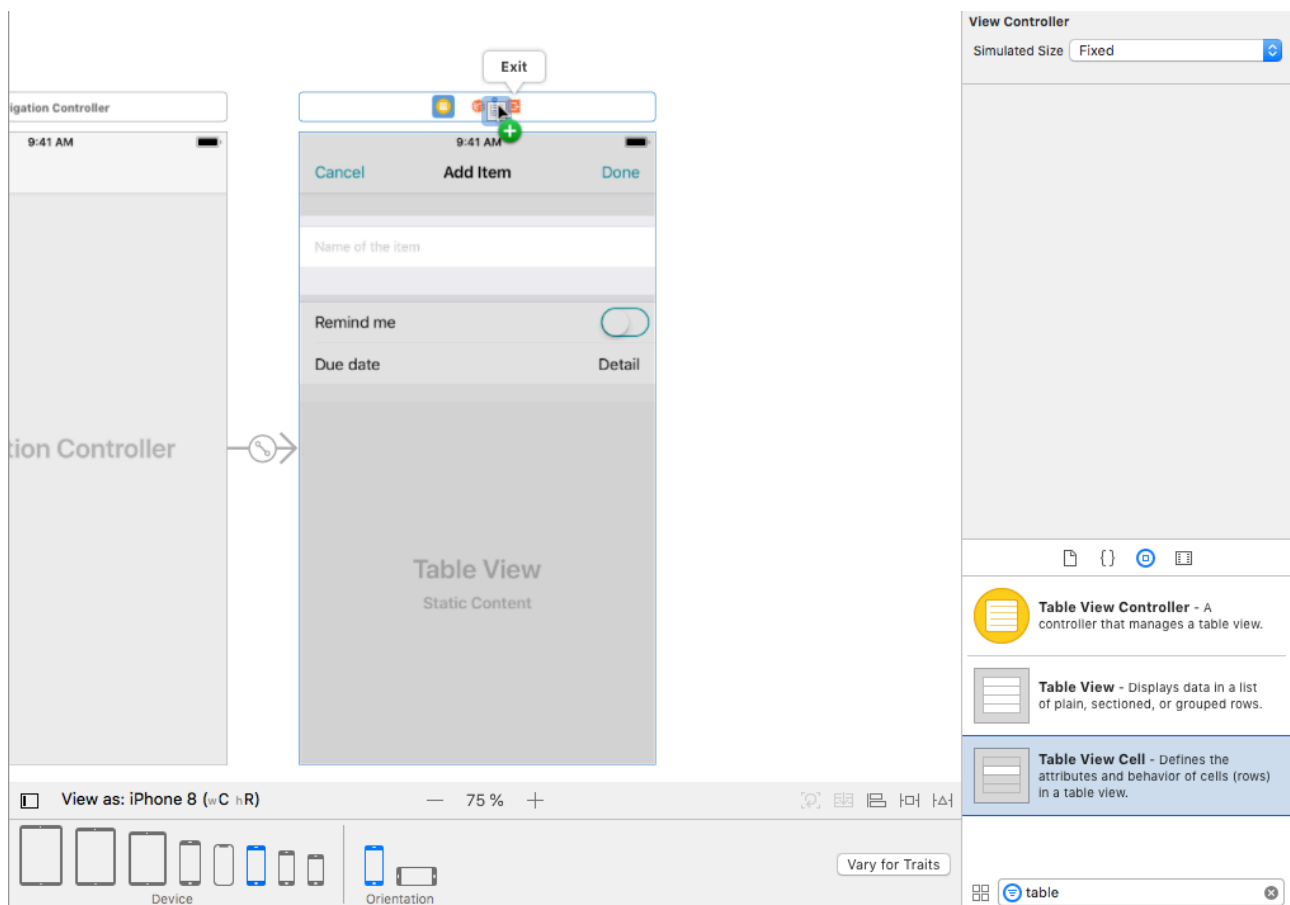 View Controller
Simulated Size Fixed
Exit
igation Controller
9:41 AM
9:41 AM
Cancel Add Item Done
Name of the item
Remind me
Due date Detail
tion Controller
Table View
Static Content
Table View Controller - A
controller that manages a table view.
Table View - Displays data in a list
of plain, sectioned, or grouped rows.
Table View Cell - Defines the
attributes and behavior of cells (rows)
in a table view.
View as: iPhone 8 (wC hR)
— 75 % +
Vary for Traits
Device
Orientation
table